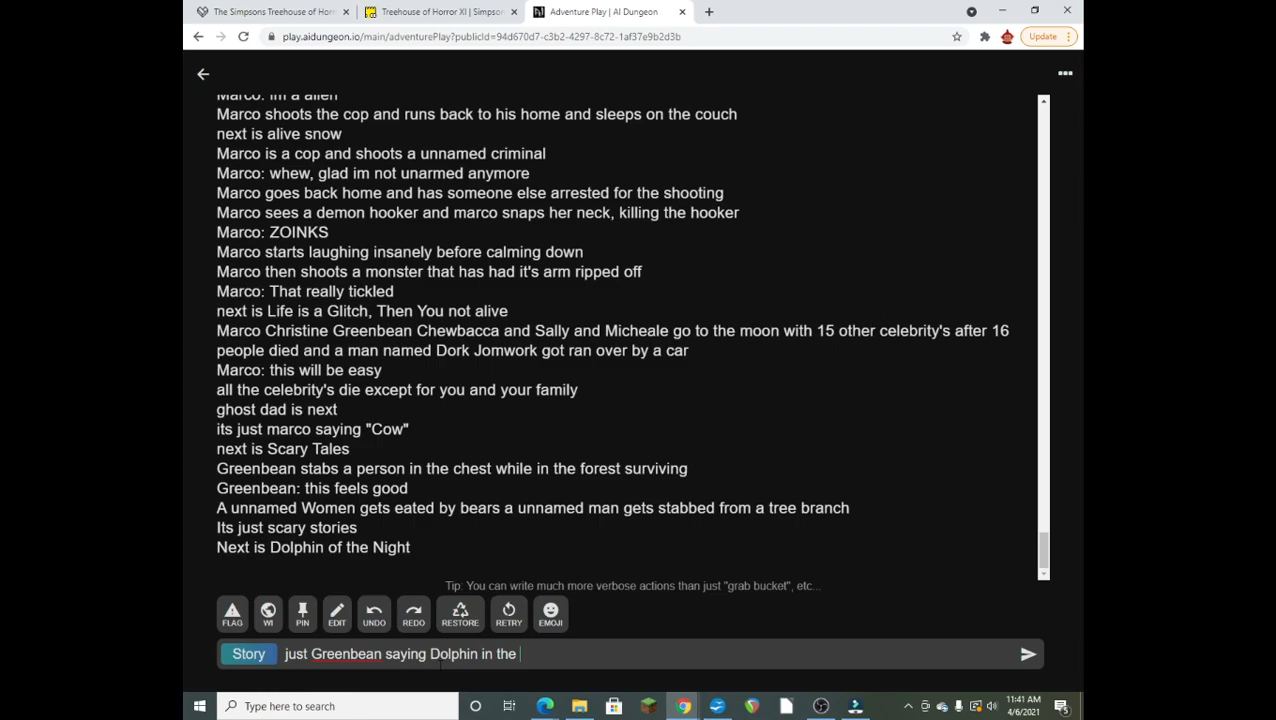 The Simpsons Treehouse of Horr
Treehouse of Horror XI | Simpson
Adventure Play | AI Dungeon
play.aidungeon.io/main/adventurePlay?publicId=94d670d7-c3b2-4297-8c72-1af37e9b2d3b
Update
Marco: im a alien
Marco shoots the cop and runs back to his home and sleeps on the couch
next is alive snow
Marco is a cop and shoots a unnamed criminal
Marco: whew, glad im not unarmed anymore
Marco goes back home and has someone else arrested for the shooting
Marco sees a demon hooker and marco snaps her neck, killing the hooker
Marco: ZOINKS
Marco starts laughing insanely before calming down
Marco then shoots a monster that has had it's arm ripped off
Marco: That really tickled
next is Life is a Glitch, Then You not alive
Marco Christine Greenbean Chewbacca and Sally and Micheale go to the moon with 15 other celebrity's after 16
people died and a man named Dork Jomwork got ran over by a car
Marco: this will be easy
all the celebrity's die except for you and your family
ghost dad is next
its just marco saying "Cow"
next is Scary Tales
Greenbean stabs a person in the chest while in the forest surviving
Greenbean: this feels good
A unnamed Women gets eated by bears a unnamed man gets stabbed from a tree branch
Its just scary stories
Next is Dolphin of the Night
Tip: You can write much more verbose actions than just "grab bucket", etc...
FLAG WI PIN EDIT UNDO REDO RESTORE RETRY EMOJI
Story just Greenbean saying Dolphin in the
Type here to search
11:41 AM
4/6/2021
5